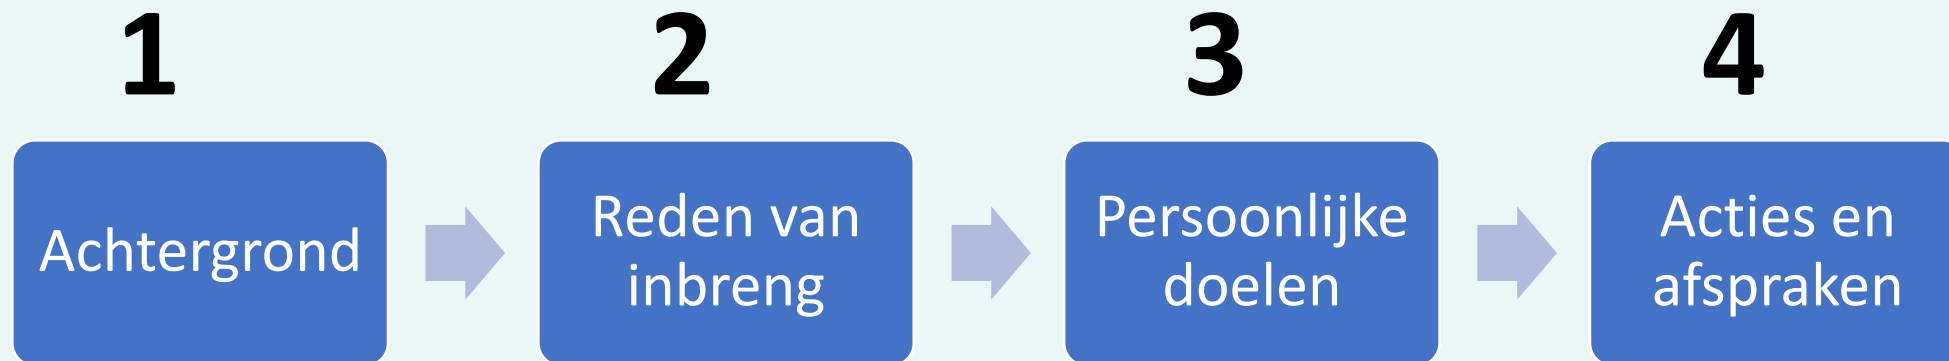 1
2
3
4
Achtergrond
Reden van
inbreng
Persoonlijke
doelen
Acties en
afspraken